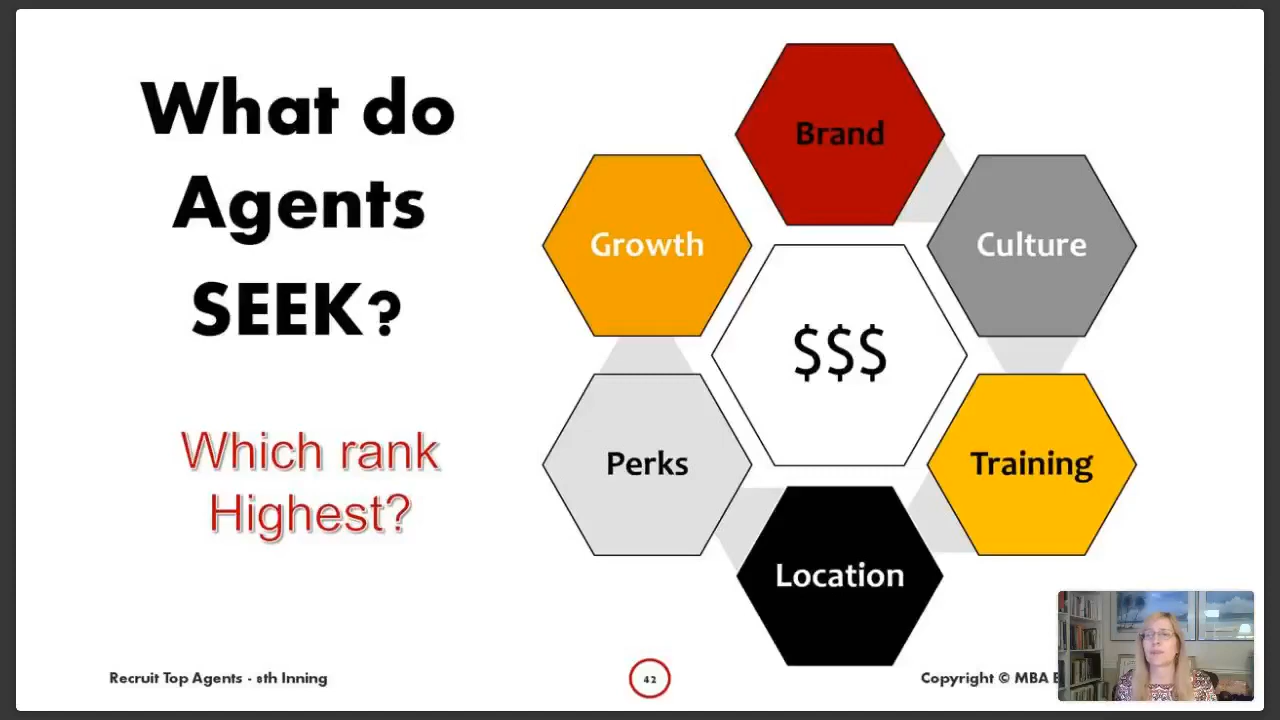 What do
Agents
SEEK?
Which rank
Highest?
Brand
Growth
Culture
$$$
Perks
Training
Location
Recruit Top Agents - 8th Inning
42
Copyright © MBA